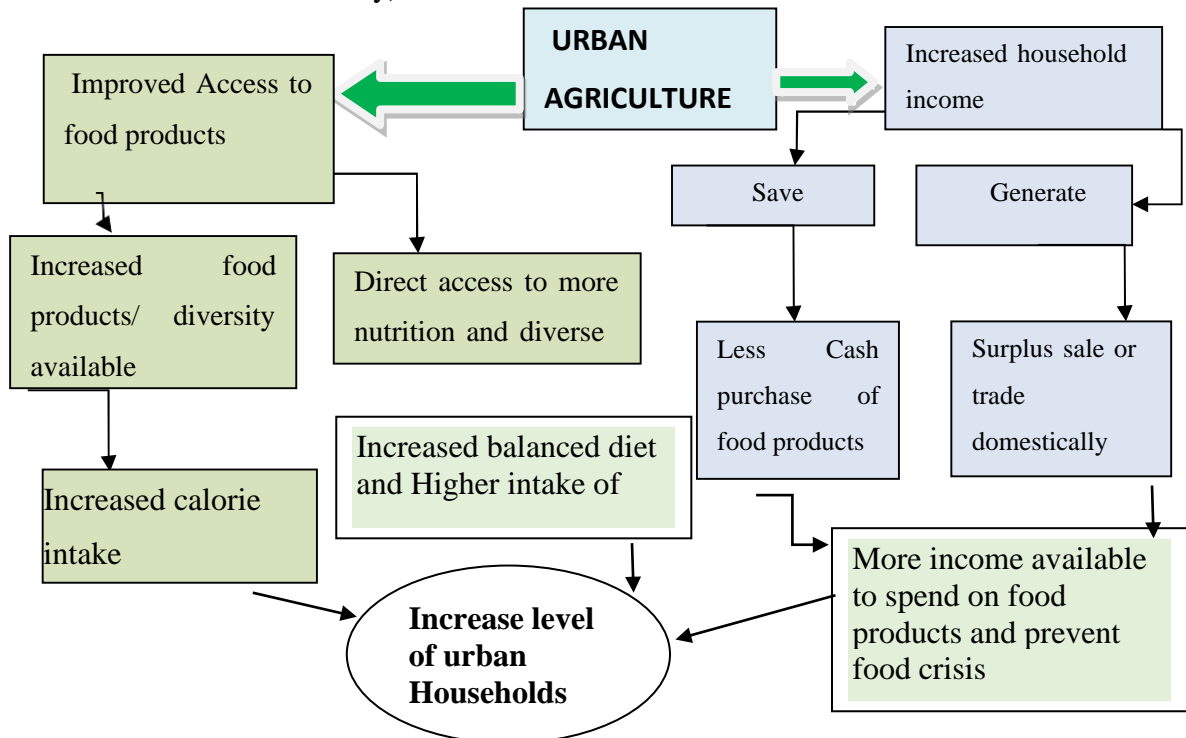 URBAN
AGRICULTURE
Improved Access to
food products
Increased household
income
Save
Generate
Increased food
products/ diversity
available
Direct access to more
nutrition and diverse
Less Cash
purchase of
food products
Surplus sale or
trade
domestically
Increased balanced diet
and Higher intake of
Increased calorie
intake
More income available
to spend on food
products and prevent
food crisis
Increase level
of urban
Households